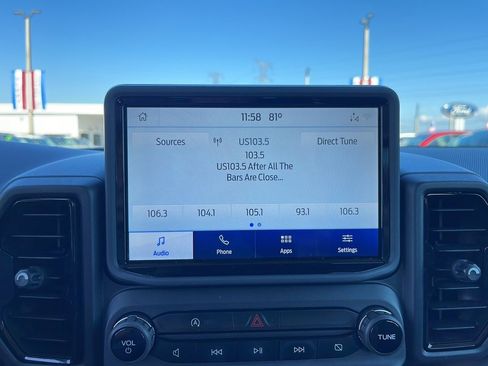 11:58 81°
Sources
US103.5
Direct Tune
103.5
US103.5 After All The
Bars Are Close...
106.3 104.1 105.1 93.1 106.3
Audio Phone Apps Settings
VOL
TUNE
Ford